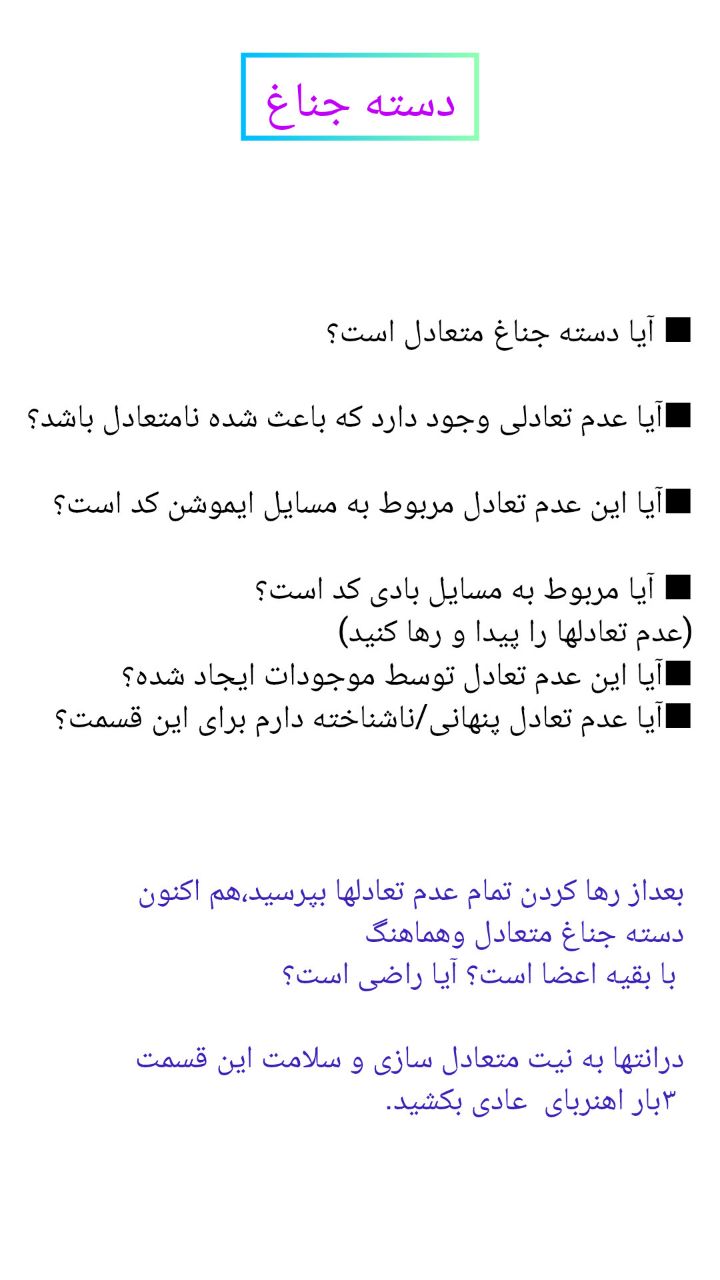 دسته جناغ
■ آیا دسته جناغ متعادل است؟
■آیا عدم تعادلی وجود دارد که باعث شده نامتعادل باشد؟
■آیا این عدم تعادل مربوط به مسایل ایموشن کد است؟
■ آیا مربوط به مسایل بادی کد است؟
(عدم تعادلها را پیدا و رها کنید)
■آیا این عدم تعادل توسط موجودات ایجاد شده؟
■آیا عدم تعادل پنهانی/ناشناخته دارم برای این قسمت؟
بعداز رها کردن تمام عدم تعادلها بپرسید،هم اکنون
دسته جناغ متعادل وهماهنگ
با بقیه اعضا است؟ آیا راضی است؟
درانتها به نیت متعادل سازی و سلامت این قسمت
۳بار اهنربای عادی بکشید.